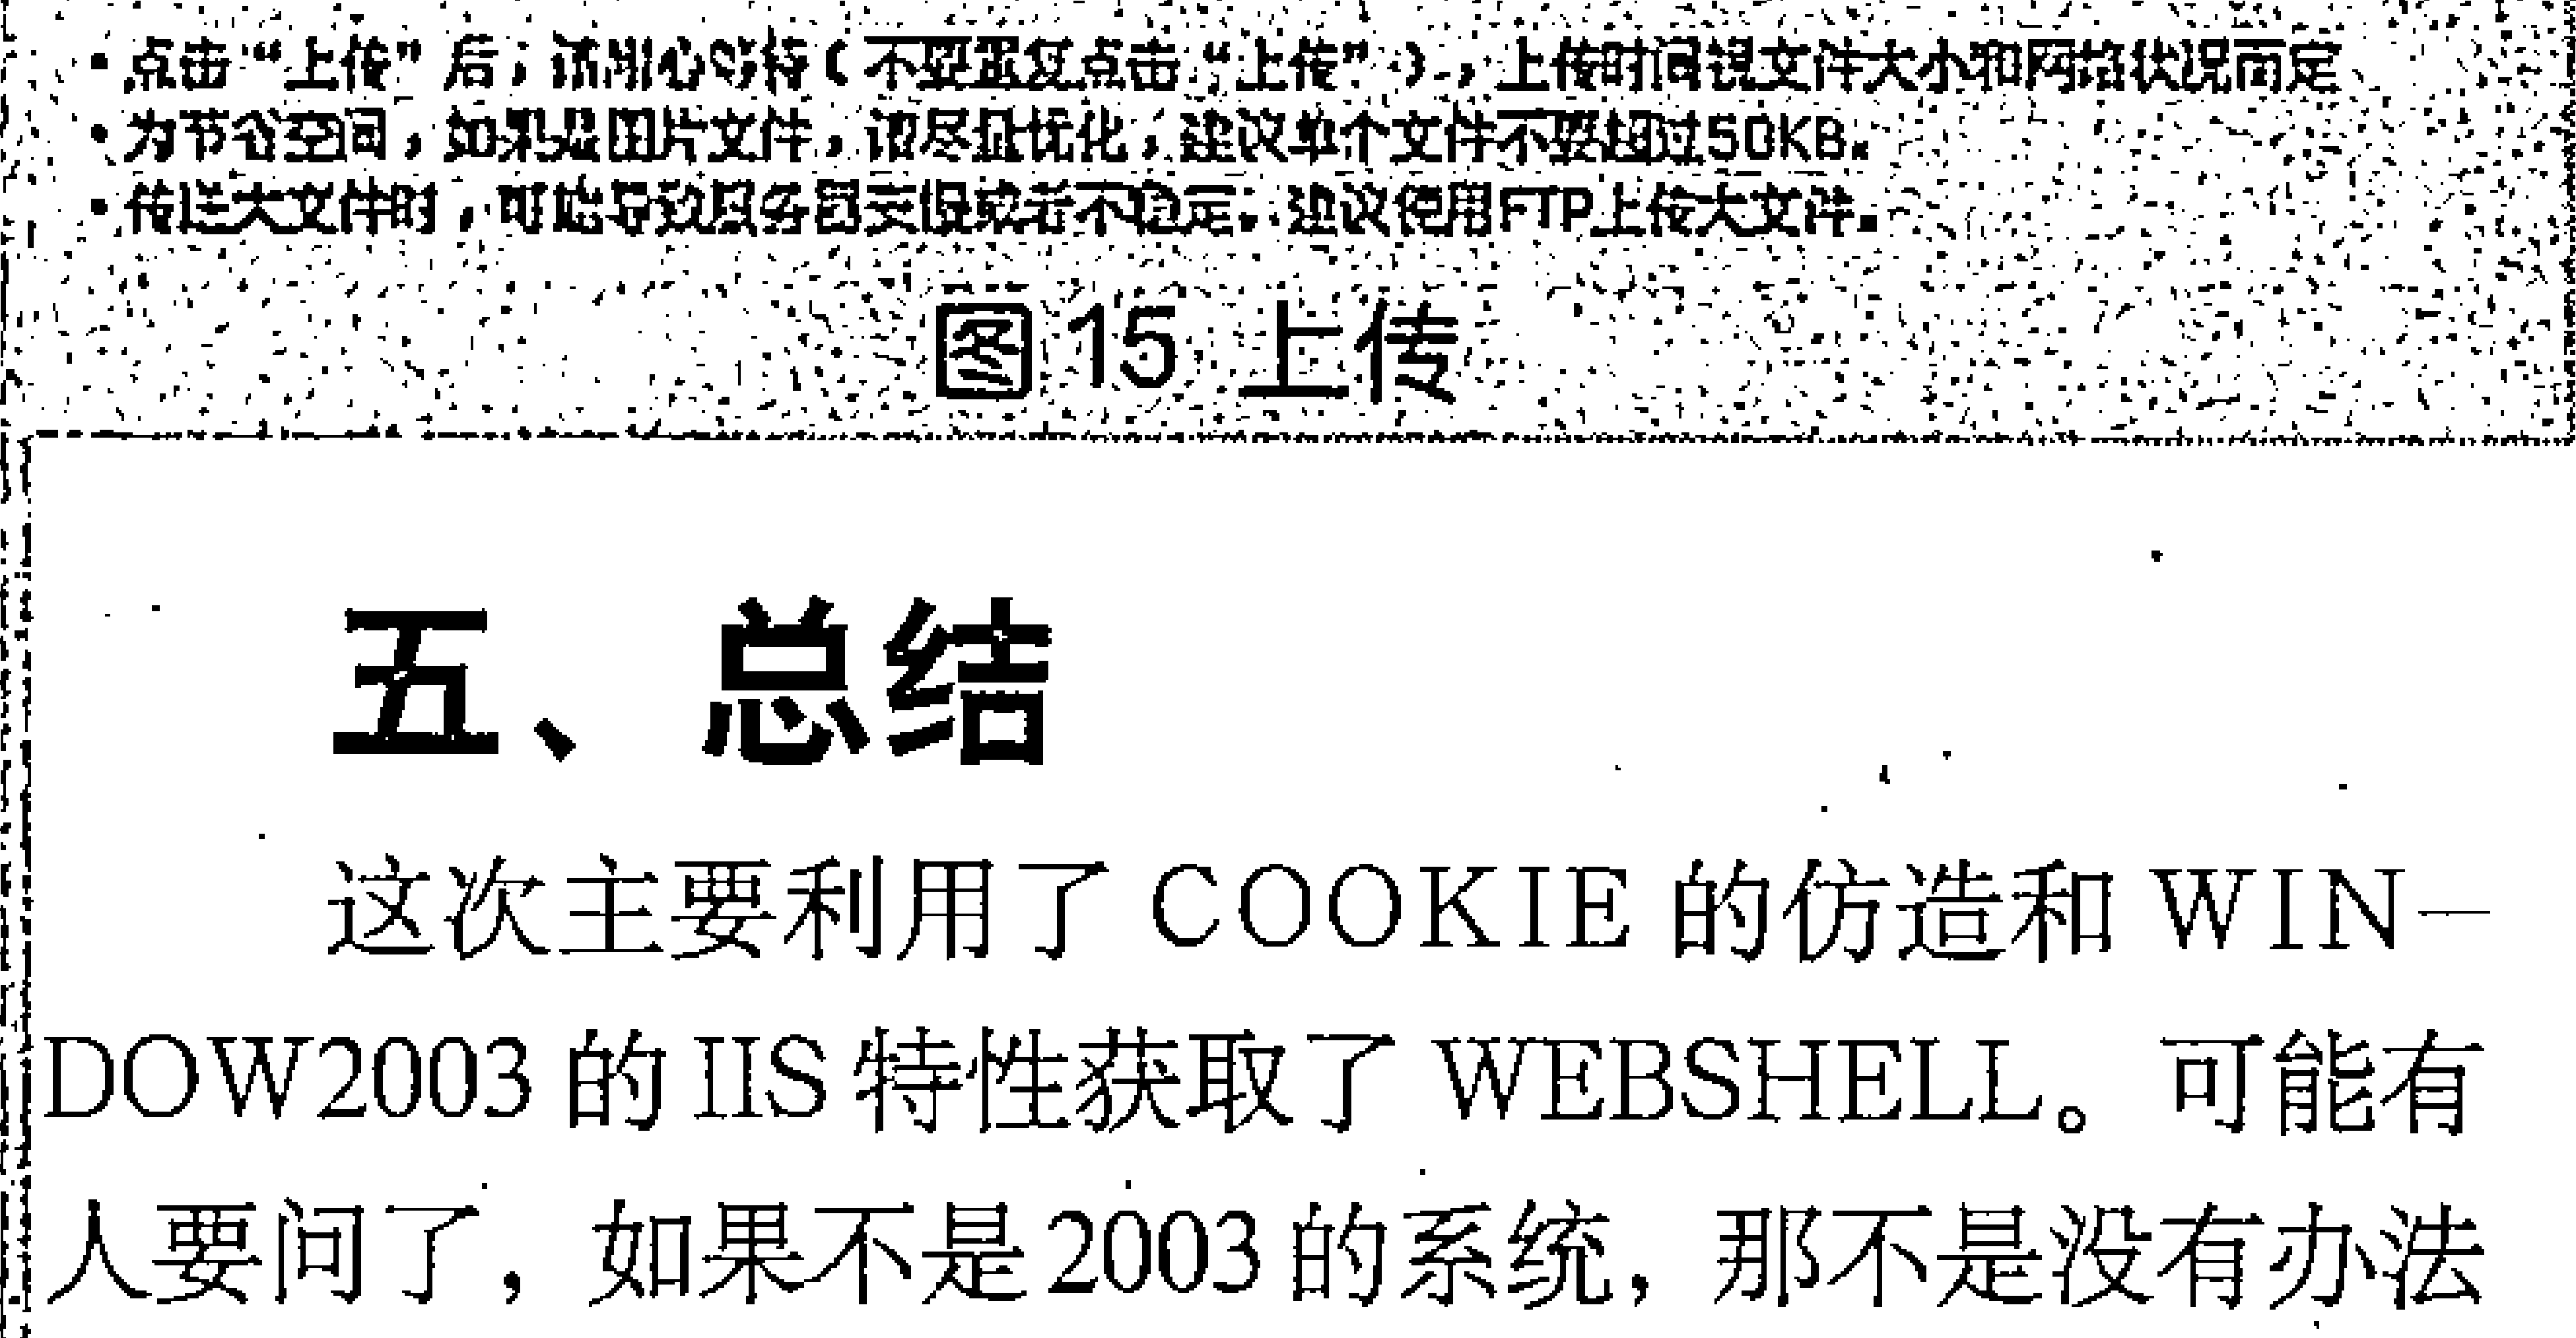 ·点击“上传”后，请耐心等待（不要重复点击“上传”），上传时间视文件大小和网络状况而定
·为节省空间，如果是图片文件，请尽量优化，建议单个文件不要超过50KB。
·传送大文件时，可能导致服务器变慢或者不稳定。建议使用FTP上传大文件。
图15 上传
五、总结
这次主要利用了COOKIE的仿造和WIN-
DOW2003的IIS特性获取了WEBSHELL。可能有
人要问了，如果不是2003的系统，那不是没有办法